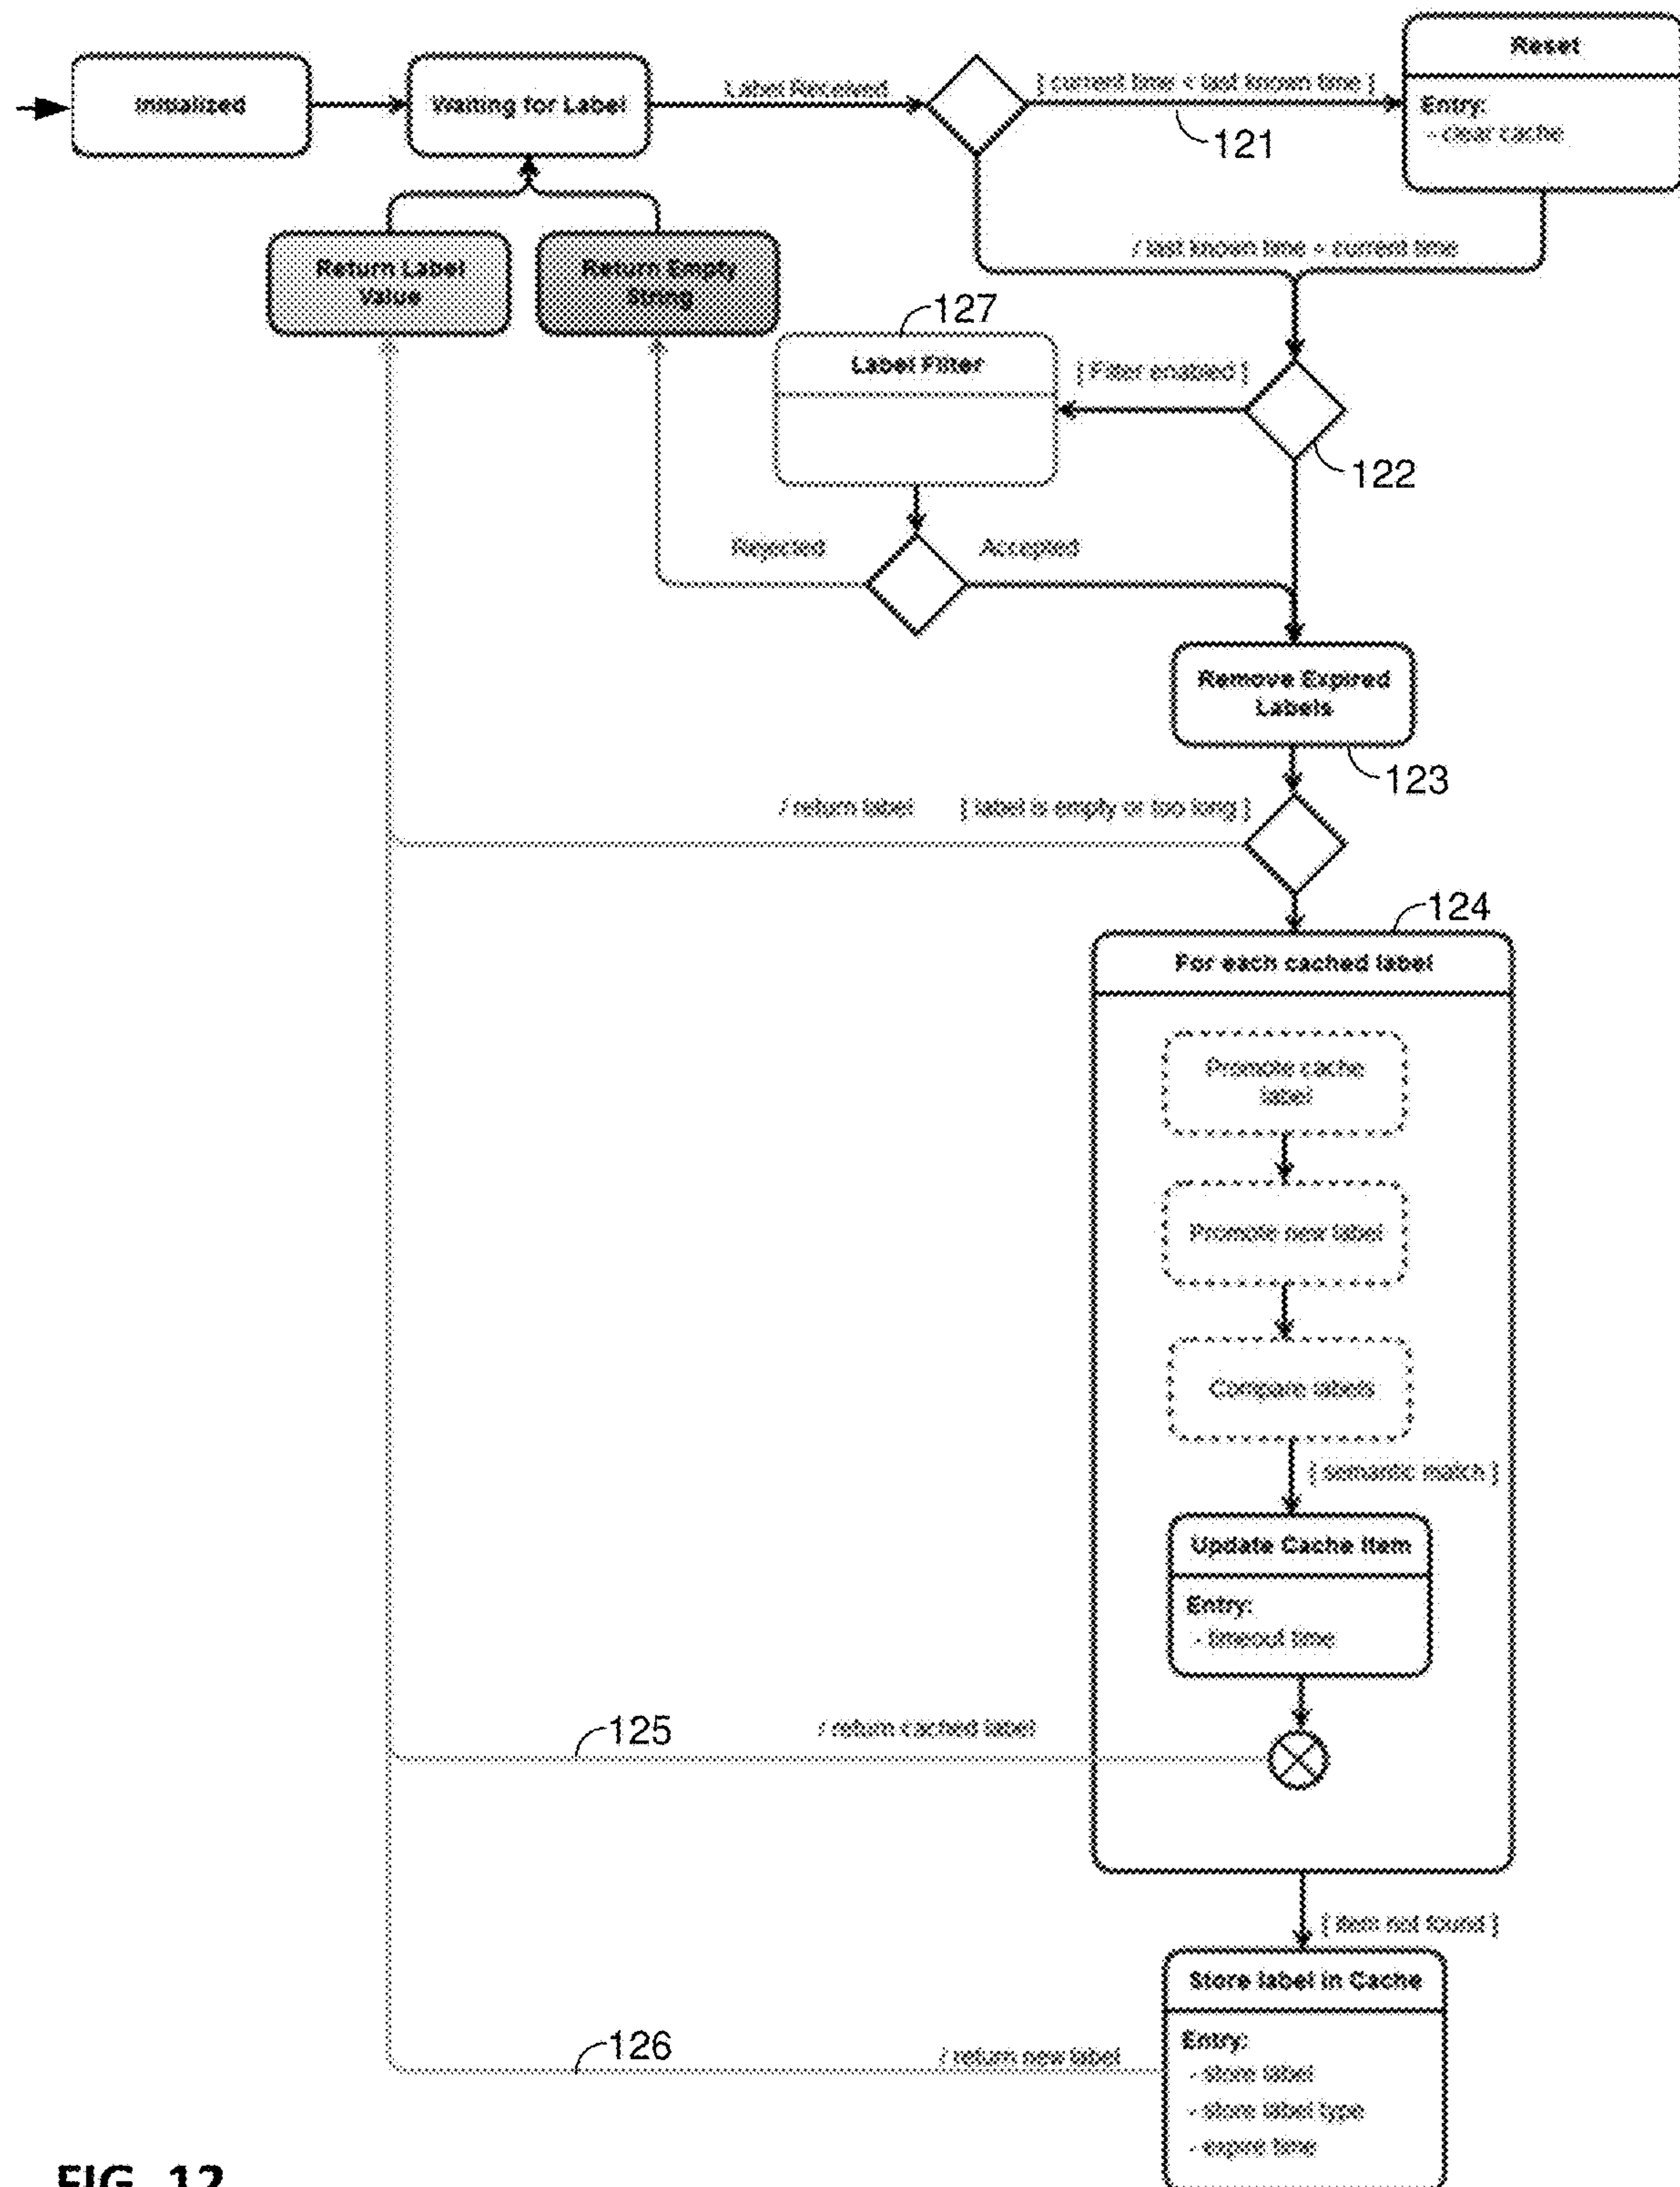 Initialized
Waiting for Label
Label Received
[ current time < last known time ]
121
Reset
Entry:
- clear cache
/ last known time = current time
Return Label
Value
Return Empty
String
127
Label Filter
[ Filter enabled ]
122
Rejected
Accepted
Remove Expired
Labels
123
/ return label
[ label is empty or too long ]
124
For each cached label
Promote cache
label
Promote new label
Compare labels
[ semantic match ]
Update Cache Item
Entry:
- timeout time
125
/ return cached label
[ item not found ]
Store label in Cache
Entry:
- store label
- store label type
- expire time
126
/ return new label
FIG. 12